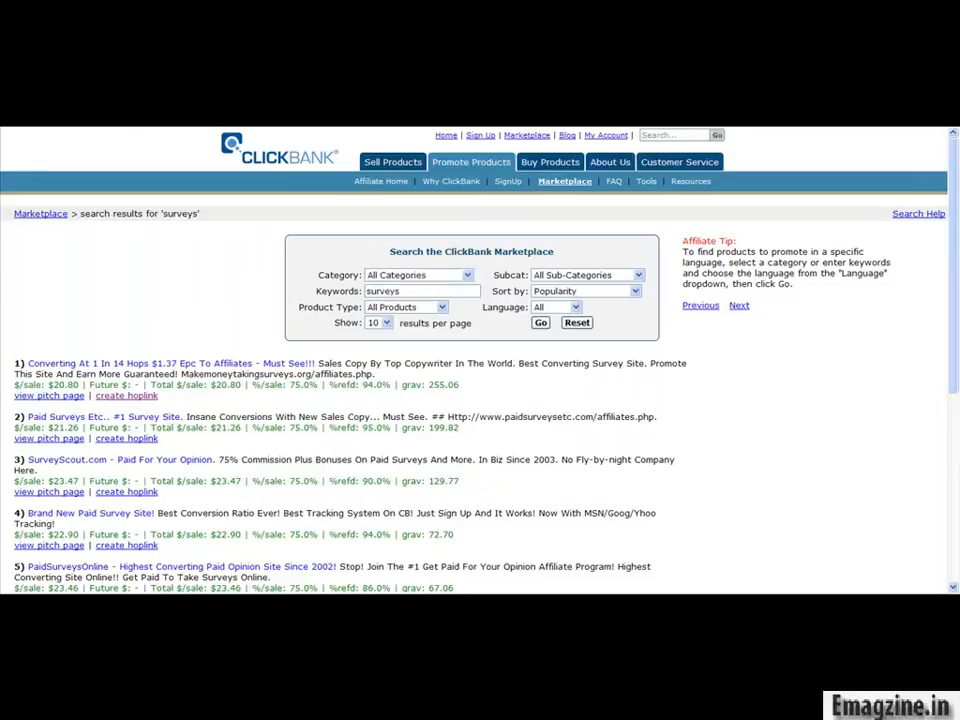 Home | Sign Up | Marketplace | Blog | My Account | Search... Go
CLICKBANK®
Sell Products Promote Products Buy Products About Us Customer Service
Affiliate Home | Why ClickBank | SignUp | Marketplace | FAQ | Tools | Resources
Marketplace > search results for 'surveys' Search Help
Search the ClickBank Marketplace
Category: All Categories Subcat: All Sub-Categories
Keywords: surveys Sort by: Popularity
Product Type: All Products Language: All
Show: 10 results per page Go Reset
Affiliate Tip:
To find products to promote in a specific
language, select a category or enter keywords
and choose the language from the "Language"
dropdown, then click Go.
Previous Next
1) Converting At 1 In 14 Hops $1.37 Epc To Affiliates - Must See!!! Sales Copy By Top Copywriter In The World. Best Converting Survey Site. Promote
This Site And Earn More Guaranteed! Makemoneytakingsurveys.org/affiliates.php.
$/sale: $20.80 | Future $: - | Total $/sale: $20.80 | %/sale: 75.0% | %refd: 94.0% | grav: 255.06
view pitch page | create hoplink
2) Paid Surveys Etc.. #1 Survey Site. Insane Conversions With New Sales Copy... Must See. ## Http://www.paidsurveysetc.com/affiliates.php.
$/sale: $21.26 | Future $: - | Total $/sale: $21.26 | %/sale: 75.0% | %refd: 95.0% | grav: 199.82
view pitch page | create hoplink
3) SurveyScout.com - Paid For Your Opinion. 75% Commission Plus Bonuses On Paid Surveys And More. In Biz Since 2003. No Fly-by-night Company
Here.
$/sale: $23.47 | Future $: - | Total $/sale: $23.47 | %/sale: 75.0% | %refd: 90.0% | grav: 129.77
view pitch page | create hoplink
4) Brand New Paid Survey Site! Best Conversion Ratio Ever! Best Tracking System On CB! Just Sign Up And It Works! Now With MSN/Goog/Yhoo
Tracking!
$/sale: $22.90 | Future $: - | Total $/sale: $22.90 | %/sale: 75.0% | %refd: 94.0% | grav: 72.70
view pitch page | create hoplink
5) PaidSurveysOnline - Highest Converting Paid Opinion Site Since 2002! Stop! Join The #1 Get Paid For Your Opinion Affiliate Program! Highest
Converting Site Online!! Get Paid To Take Surveys Online.
$/sale: $23.46 | Future $: - | Total $/sale: $23.46 | %/sale: 75.0% | %refd: 86.0% | grav: 67.06
Emagzine.in